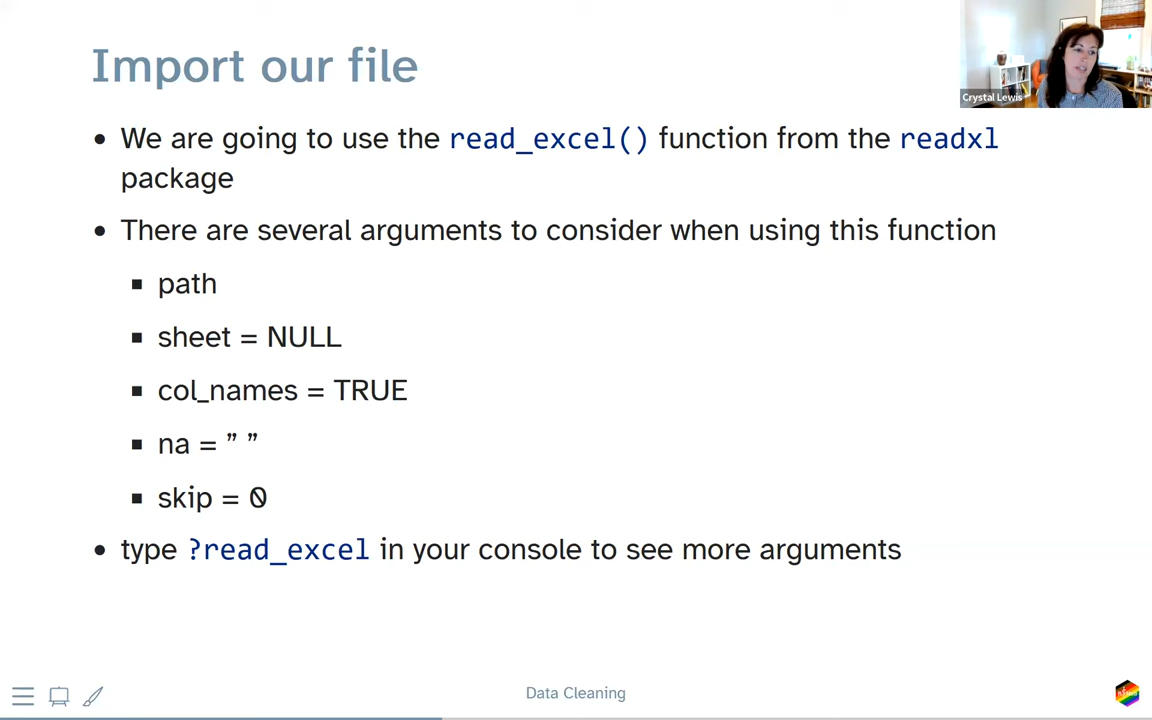 Import our file
Crystal Lewis
• We are going to use the read_excel() function from the readxl
package
• There are several arguments to consider when using this function
▪ path
▪ sheet = NULL
▪ col_names = TRUE
▪ na = ” ”
▪ skip = 0
• type ?read_excel in your console to see more arguments
Data Cleaning